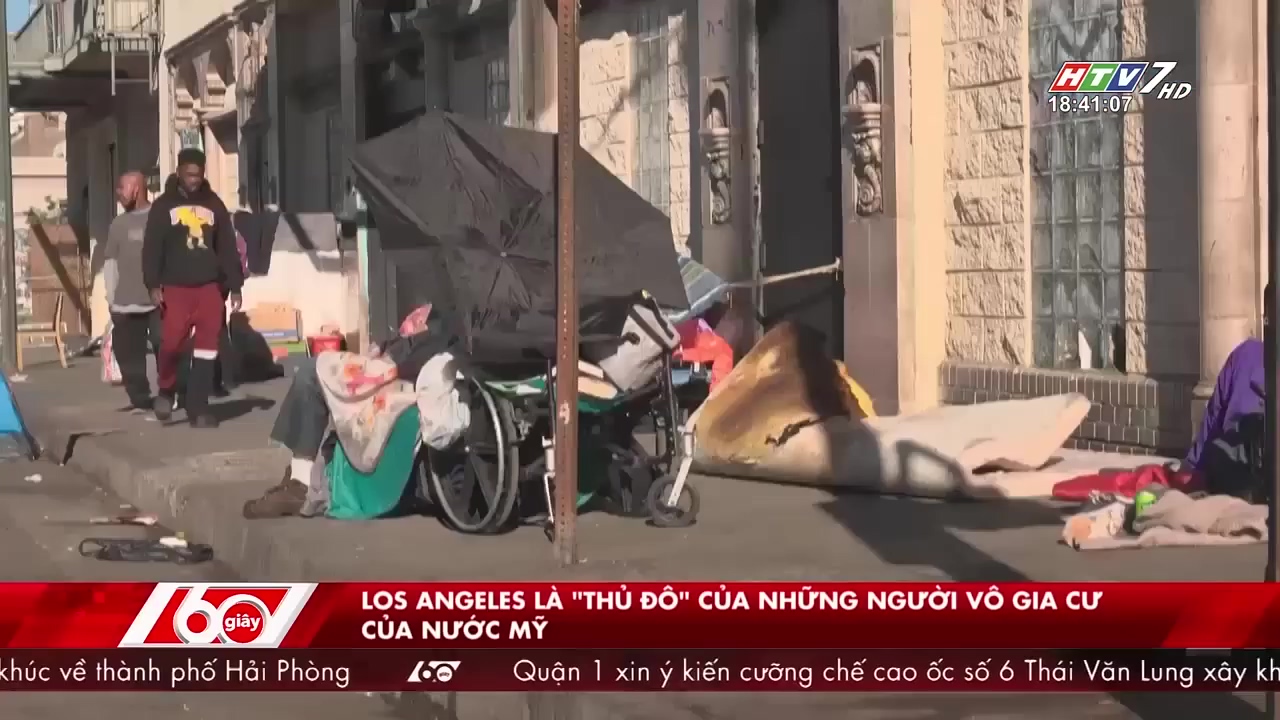 HTV7 HD
18:41:07
60 giây
LOS ANGELES LÀ "THỦ ĐÔ" CỦA NHỮNG NGƯỜI VÔ GIA CƯ
CỦA NƯỚC MỸ
khúc về thành phố Hải Phòng 60 Quận 1 xin ý kiến cưỡng chế cao ốc số 6 Thái Văn Lung xây